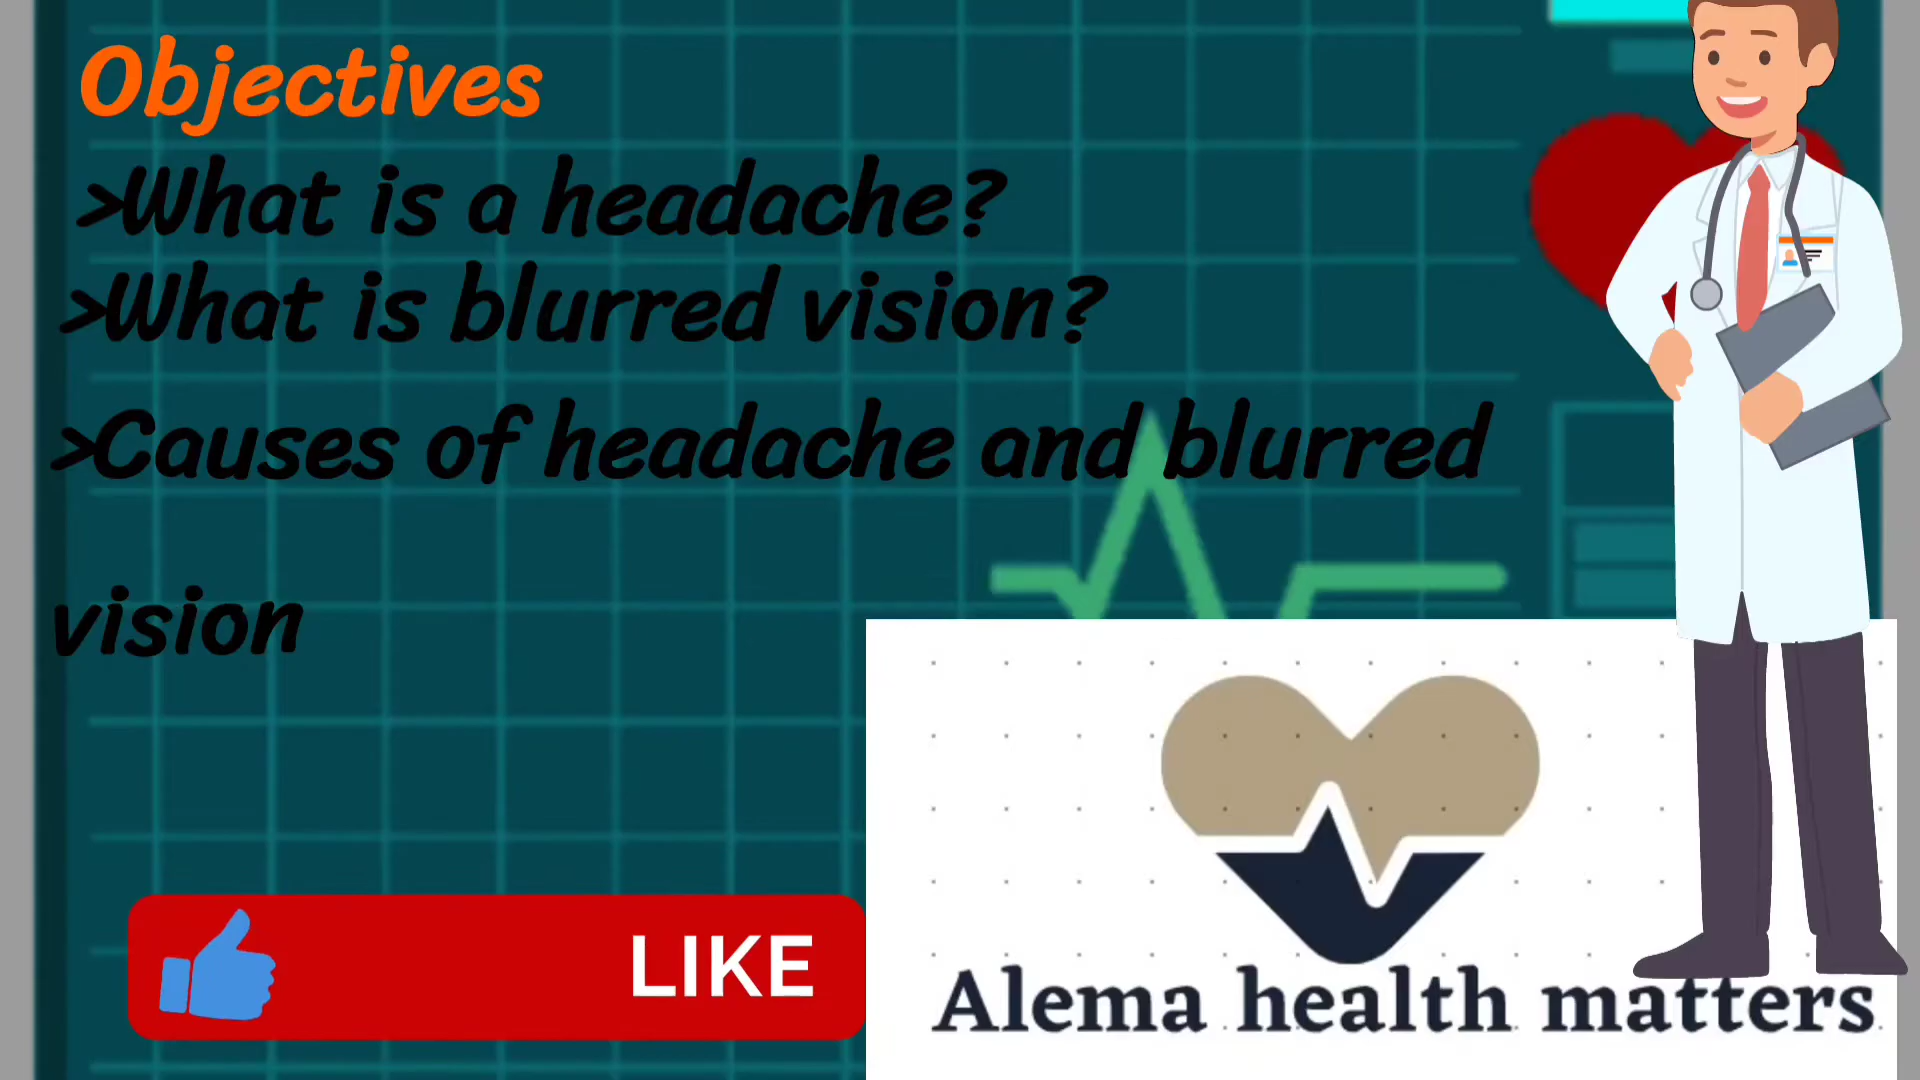 Objectives
>What is a headache?
>What is blurred vision?
>Causes of headache and blurred
vision
LIKE
Alema health matters